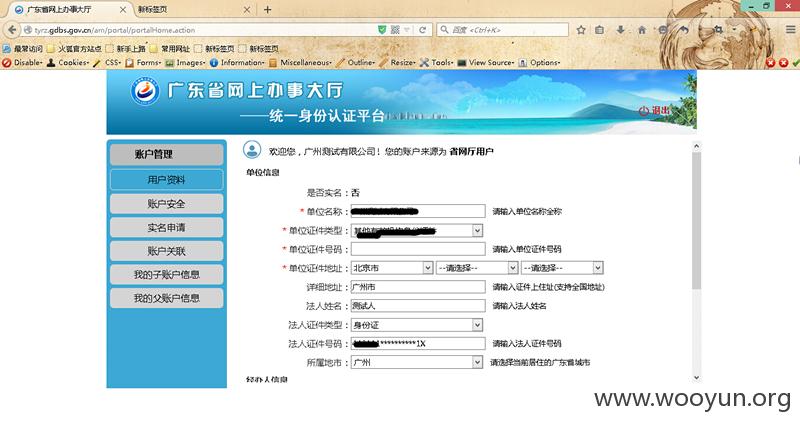 广东省网上办事大厅 新标签页
tyrz.gdbs.gov.cn/am/portal/portalHome.action 百度 <Ctrl+K>
最常访问 火狐官方站点 新手上路 常用网址 新标签页 新标签页
Disable Cookies CSS Forms Images Information Miscellaneous Outline Resize Tools View Source Options
广东省网上办事大厅
——统一身份认证平台
退出
账户管理
用户资料
账户安全
实名申请
账户关联
我的子账户信息
我的父账户信息
欢迎您，广州测试有限公司！您的账户来源为 省网厅用户
单位信息
是否实名：否
* 单位名称： 请输入单位名称全称
* 单位证件类型：
* 单位证件号码： 请输入单位证件号码
* 单位证件地址： 北京市 --请选择-- --请选择--
详细地址： 广州市 请输入证件上住址(支持全国地址)
法人姓名： 测试人 请输入法人姓名
法人证件类型： 身份证
法人证件号码： **********1X 请输入法人证件号码
所属地市： 广州 请选择当前居住的广东省城市
经办人信息
www.wooyun.org